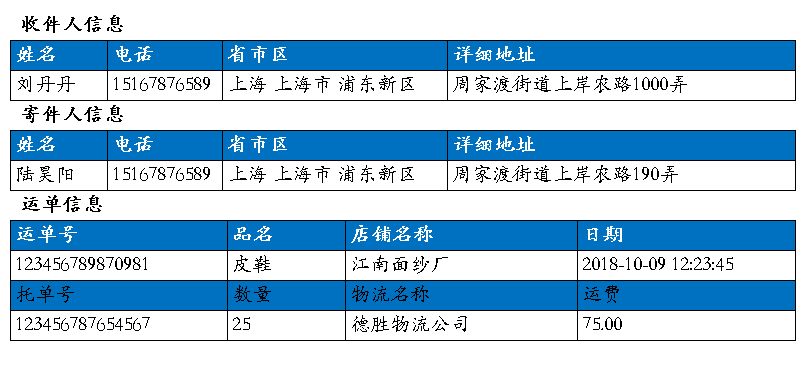 收件人信息
姓名 电话 省市区 详细地址
刘丹丹 15167876589 上海 上海市 浦东新区 周家渡街道上岸农路1000弄
寄件人信息
姓名 电话 省市区 详细地址
陆昊阳 15167876589 上海 上海市 浦东新区 周家渡街道上岸农路190弄
运单信息
运单号 品名 店铺名称 日期
123456789870981 皮鞋 江南面纱厂 2018-10-09 12:23:45
托单号 数量 物流名称 运费
123456787654567 25 德胜物流公司 75.00